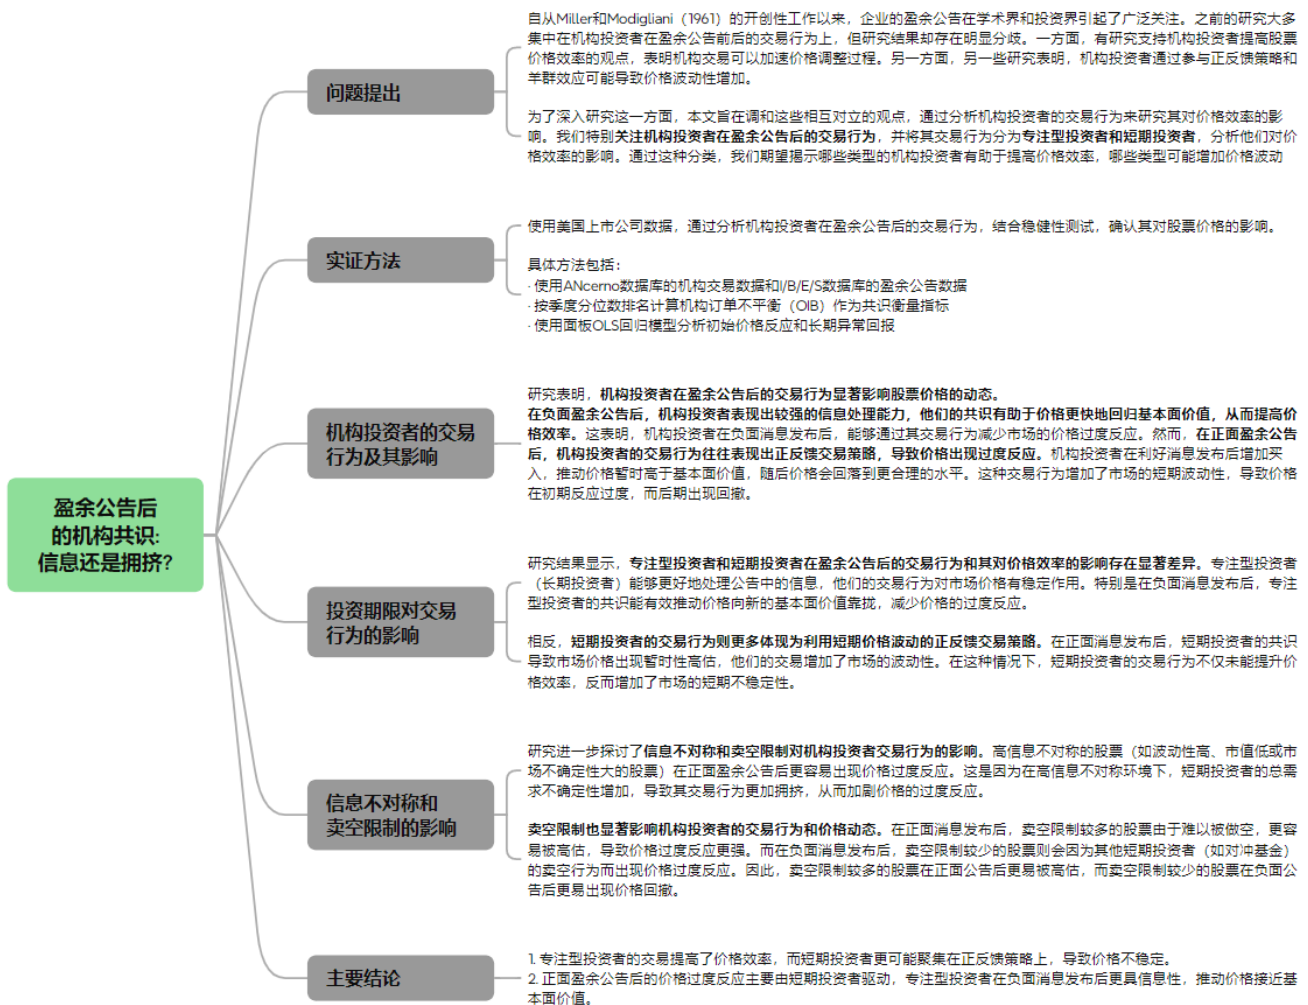 自从Miller和Modigliani（1961）的开创性工作以来，企业的盈余公告在学术界和投资界引起了广泛关注。之前的研究大多
集中在机构投资者在盈余公告前后的交易行为上，但研究结果却存在明显分歧。一方面，有研究支持机构投资者提高股票
价格效率的观点，表明机构交易可以加速价格调整过程。另一方面，另一些研究表明，机构投资者通过参与正反馈策略和
羊群效应可能导致价格波动性增加。
问题提出
为了深入研究这一方面，本文旨在调和这些相互对立的观点，通过分析机构投资者的交易行为来研究其对价格效率的影
响。我们特别关注机构投资者在盈余公告后的交易行为，并将其交易行为分为专注型投资者和短期投资者，分析他们对价
格效率的影响。通过这种分类，我们期望揭示哪些类型的机构投资者有助于提高价格效率，哪些类型可能增加价格波动
使用美国上市公司数据，通过分析机构投资者在盈余公告后的交易行为，结合稳健性测试，确认其对股票价格的影响。
实证方法
具体方法包括：
· 使用ANcerno数据库的机构交易数据和I/B/E/S数据库的盈余公告数据
· 按季度分位数排名计算机构订单不平衡（OIB）作为共识衡量指标
· 使用面板OLS回归模型分析初始价格反应和长期异常回报
机构投资者的交易
行为及其影响
研究表明，机构投资者在盈余公告后的交易行为显著影响股票价格的动态。
在负面盈余公告后，机构投资者表现出较强的信息处理能力，他们的共识有助于价格更快地回归基本面价值，从而提高价
格效率。这表明，机构投资者在负面消息发布后，能够通过其交易行为减少市场的价格过度反应。然而，在正面盈余公告
后，机构投资者的交易行为往往表现出正反馈交易策略，导致价格出现过度反应。机构投资者在利好消息发布后增加买
入，推动价格暂时高于基本面价值，随后价格会回落到更合理的水平。这种交易行为增加了市场的短期波动性，导致价格
在初期反应过度，而后期出现回撤。
盈余公告后
的机构共识:
信息还是拥挤?
研究结果显示，专注型投资者和短期投资者在盈余公告后的交易行为和其对价格效率的影响存在显著差异。专注型投资者
（长期投资者）能够更好地处理公告中的信息，他们的交易行为对市场价格有稳定作用。特别是在负面消息发布后，专注
型投资者的共识能有效推动价格向新的基本面价值靠拢，减少价格的过度反应。
投资期限对交易
行为的影响
相反，短期投资者的交易行为则更多体现为利用短期价格波动的正反馈交易策略。在正面消息发布后，短期投资者的共识
导致市场价格出现暂时性高估，他们的交易增加了市场的波动性。在这种情况下，短期投资者的交易行为不仅未能提升价
格效率，反而增加了市场的短期不稳定性。
研究进一步探讨了信息不对称和卖空限制对机构投资者交易行为的影响。高信息不对称的股票（如波动性高、市值低或市
场不确定性大的股票）在正面盈余公告后更容易出现价格过度反应。这是因为在高信息不对称环境下，短期投资者的总需
求不确定性增加，导致其交易行为更加拥挤，从而加剧价格的过度反应。
信息不对称和
卖空限制的影响
卖空限制也显著影响机构投资者的交易行为和价格动态。在正面消息发布后，卖空限制较多的股票由于难以被做空，更容
易被高估，导致价格过度反应更强。而在负面消息发布后，卖空限制较少的股票则会因为其他短期投资者（如对冲基金）
的卖空行为而出现价格过度反应。因此，卖空限制较多的股票在正面公告后更易被高估，而卖空限制较少的股票在负面公
告后更易出现价格回撤。
主要结论
1. 专注型投资者的交易提高了价格效率，而短期投资者更可能聚集在正反馈策略上，导致价格不稳定。
2. 正面盈余公告后的价格过度反应主要由短期投资者驱动，专注型投资者在负面消息发布后更具信息性，推动价格接近基
本面价值。